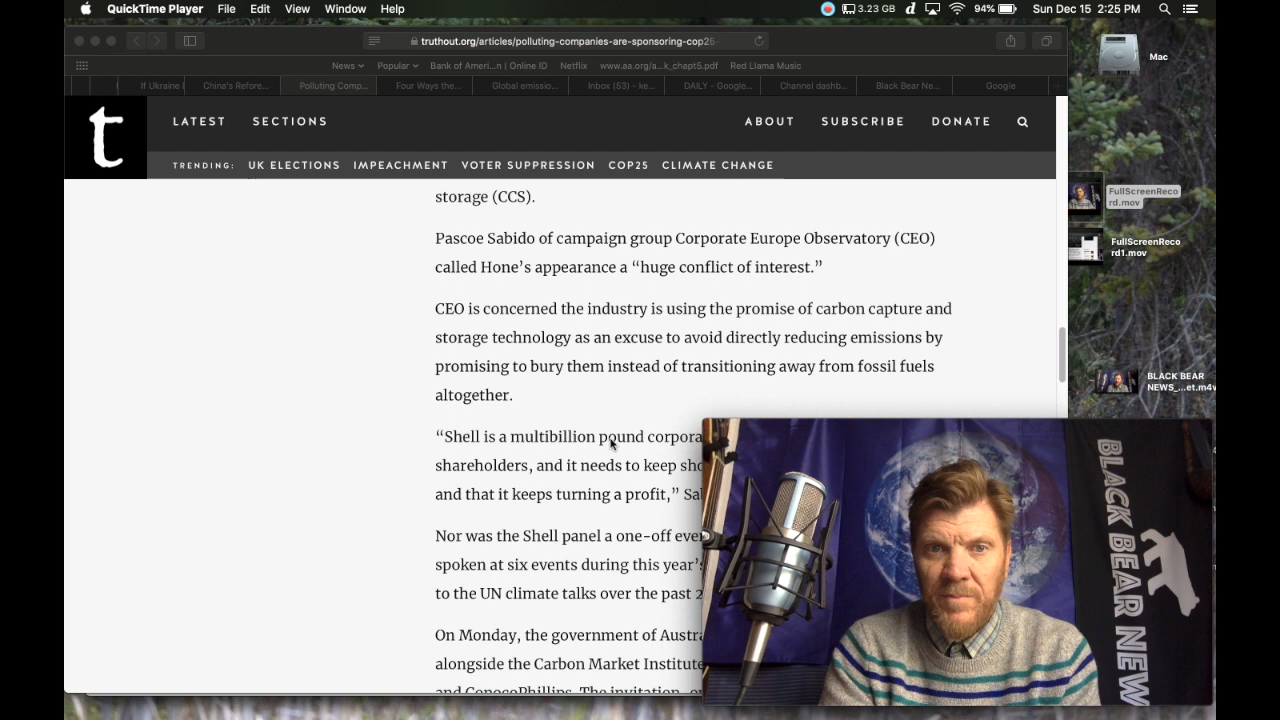 QuickTime Player File Edit View Window Help
3.23 GB 94% Sun Dec 15 2:25 PM
truthout.org/articles/polluting-companies-are-sponsoring-cop25-
News Popular Bank of Ameri...n | Online ID Netflix www.aa.org/a...k_chapt5.pdf Red Llama Music
If Ukraine China's Refore... Polluting Comp... Four Ways the... Global emissio... Inbox (53) - ke... DAILY - Google... Channel dashb... Black Bear Ne... Google
t
LATEST SECTIONS ABOUT SUBSCRIBE DONATE
TRENDING: UK ELECTIONS IMPEACHMENT VOTER SUPPRESSION COP25 CLIMATE CHANGE
storage (CCS).
Pascoe Sabido of campaign group Corporate Europe Observatory (CEO)
called Hone’s appearance a “huge conflict of interest.”
CEO is concerned the industry is using the promise of carbon capture and
storage technology as an excuse to avoid directly reducing emissions by
promising to bury them instead of transitioning away from fossil fuels
altogether.
“Shell is a multibillion pound corpora
shareholders, and it needs to keep sho
and that it keeps turning a profit,” Sa
Nor was the Shell panel a one-off eve
spoken at six events during this year’s
to the UN climate talks over the past 2
On Monday, the government of Austra
alongside the Carbon Market Institute
and ConocoPhillips. The invitation, o
Mac
FullScreenReco
rd.mov
FullScreenReco
rd1.mov
BLACK BEAR
NEWS_...et.m4v
BLACK BEAR NEW